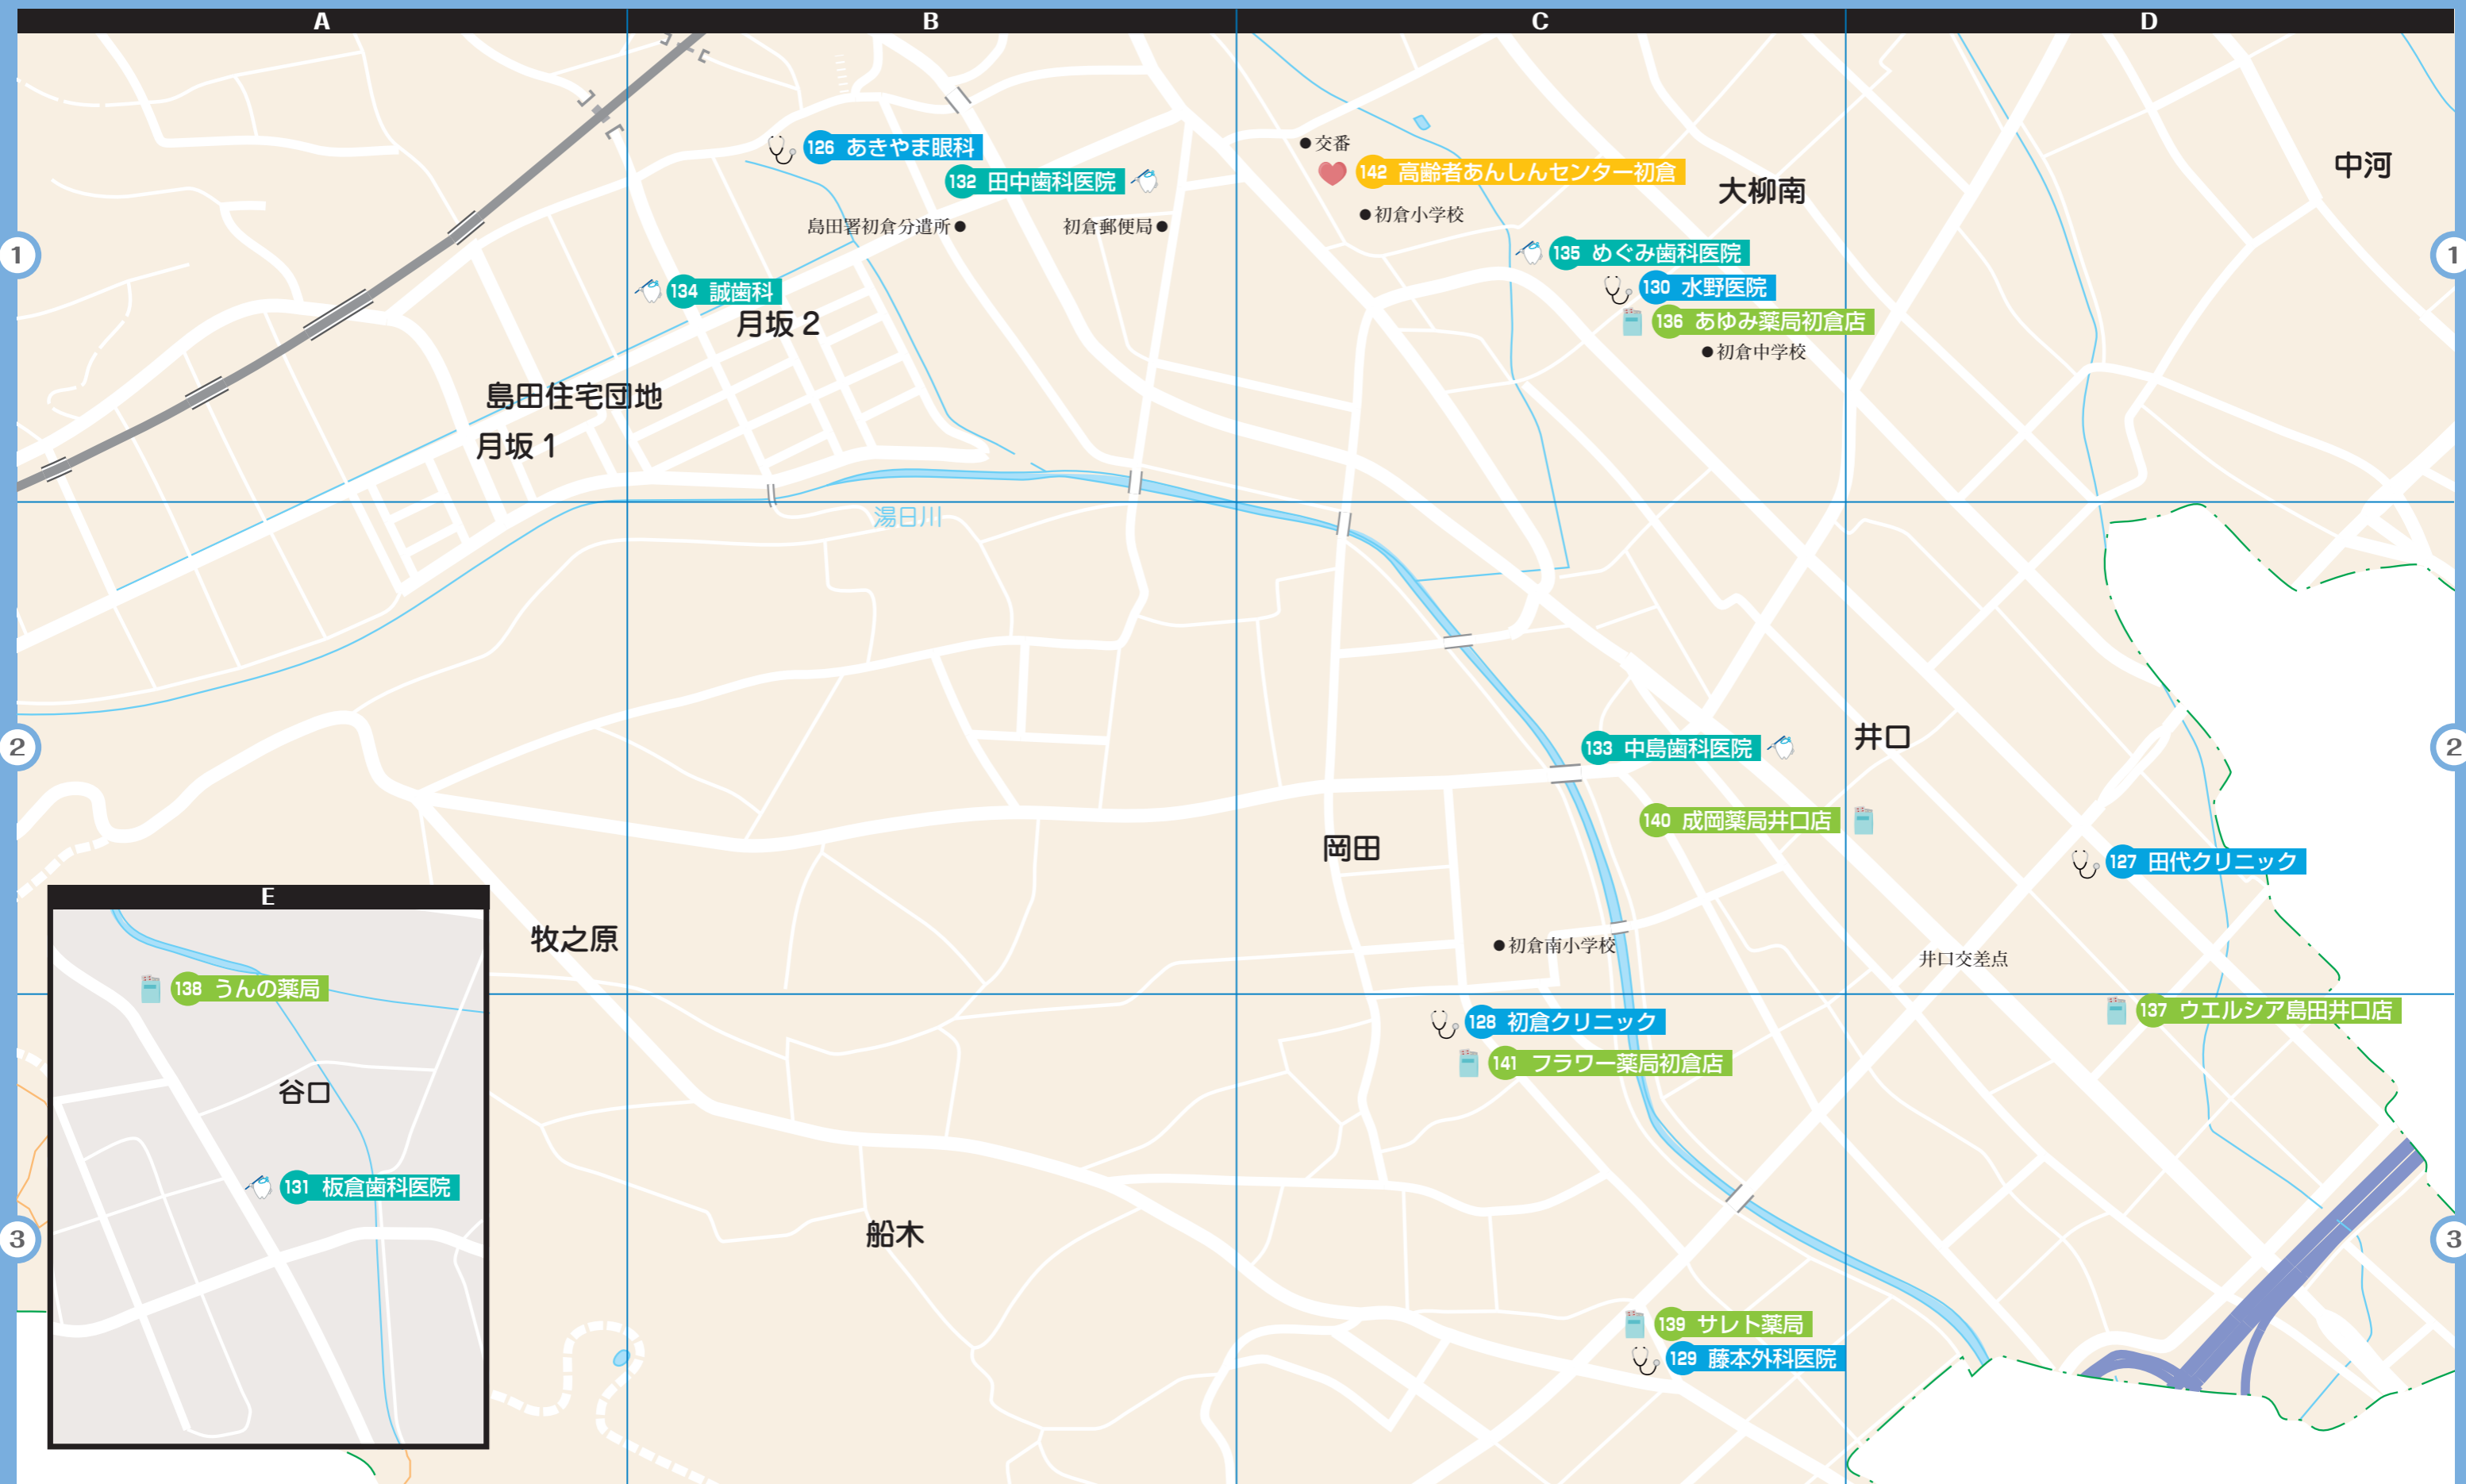 A
B
C
D
1
1
126 あきやま眼科
132 田中歯科医院
島田署初倉分遣所
初倉郵便局
134 誠歯科
月坂 2
島田住宅団地
月坂 1
交番
142 高齢者あんしんセンター初倉
初倉小学校
大柳南
中河
135 めぐみ歯科医院
130 水野医院
136 あゆみ薬局初倉店
初倉中学校
湯日川
2
2
133 中島歯科医院
井口
140 成岡薬局井口店
岡田
127 田代クリニック
牧之原
初倉南小学校
井口交差点
E
138 うんの薬局
谷口
131 板倉歯科医院
137 ウエルシア島田井口店
128 初倉クリニック
141 フラワー薬局初倉店
3
3
船木
139 サレト薬局
129 藤本外科医院